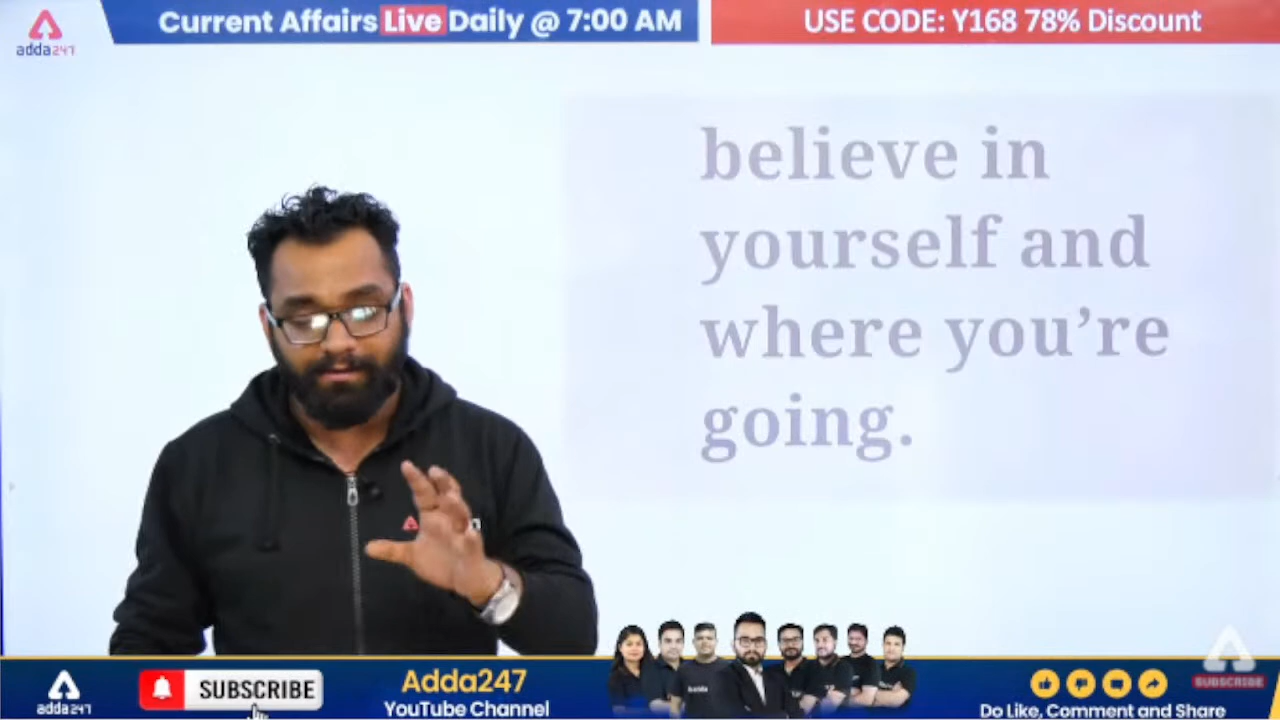 Current Affairs Live Daily @ 7:00 AM
USE CODE: Y168 78% Discount
adda247
believe in
yourself and
where you're
going.
adda247
SUBSCRIBE
Adda247
YouTube Channel
SUBSCRIBE
Do Like, Comment and Share